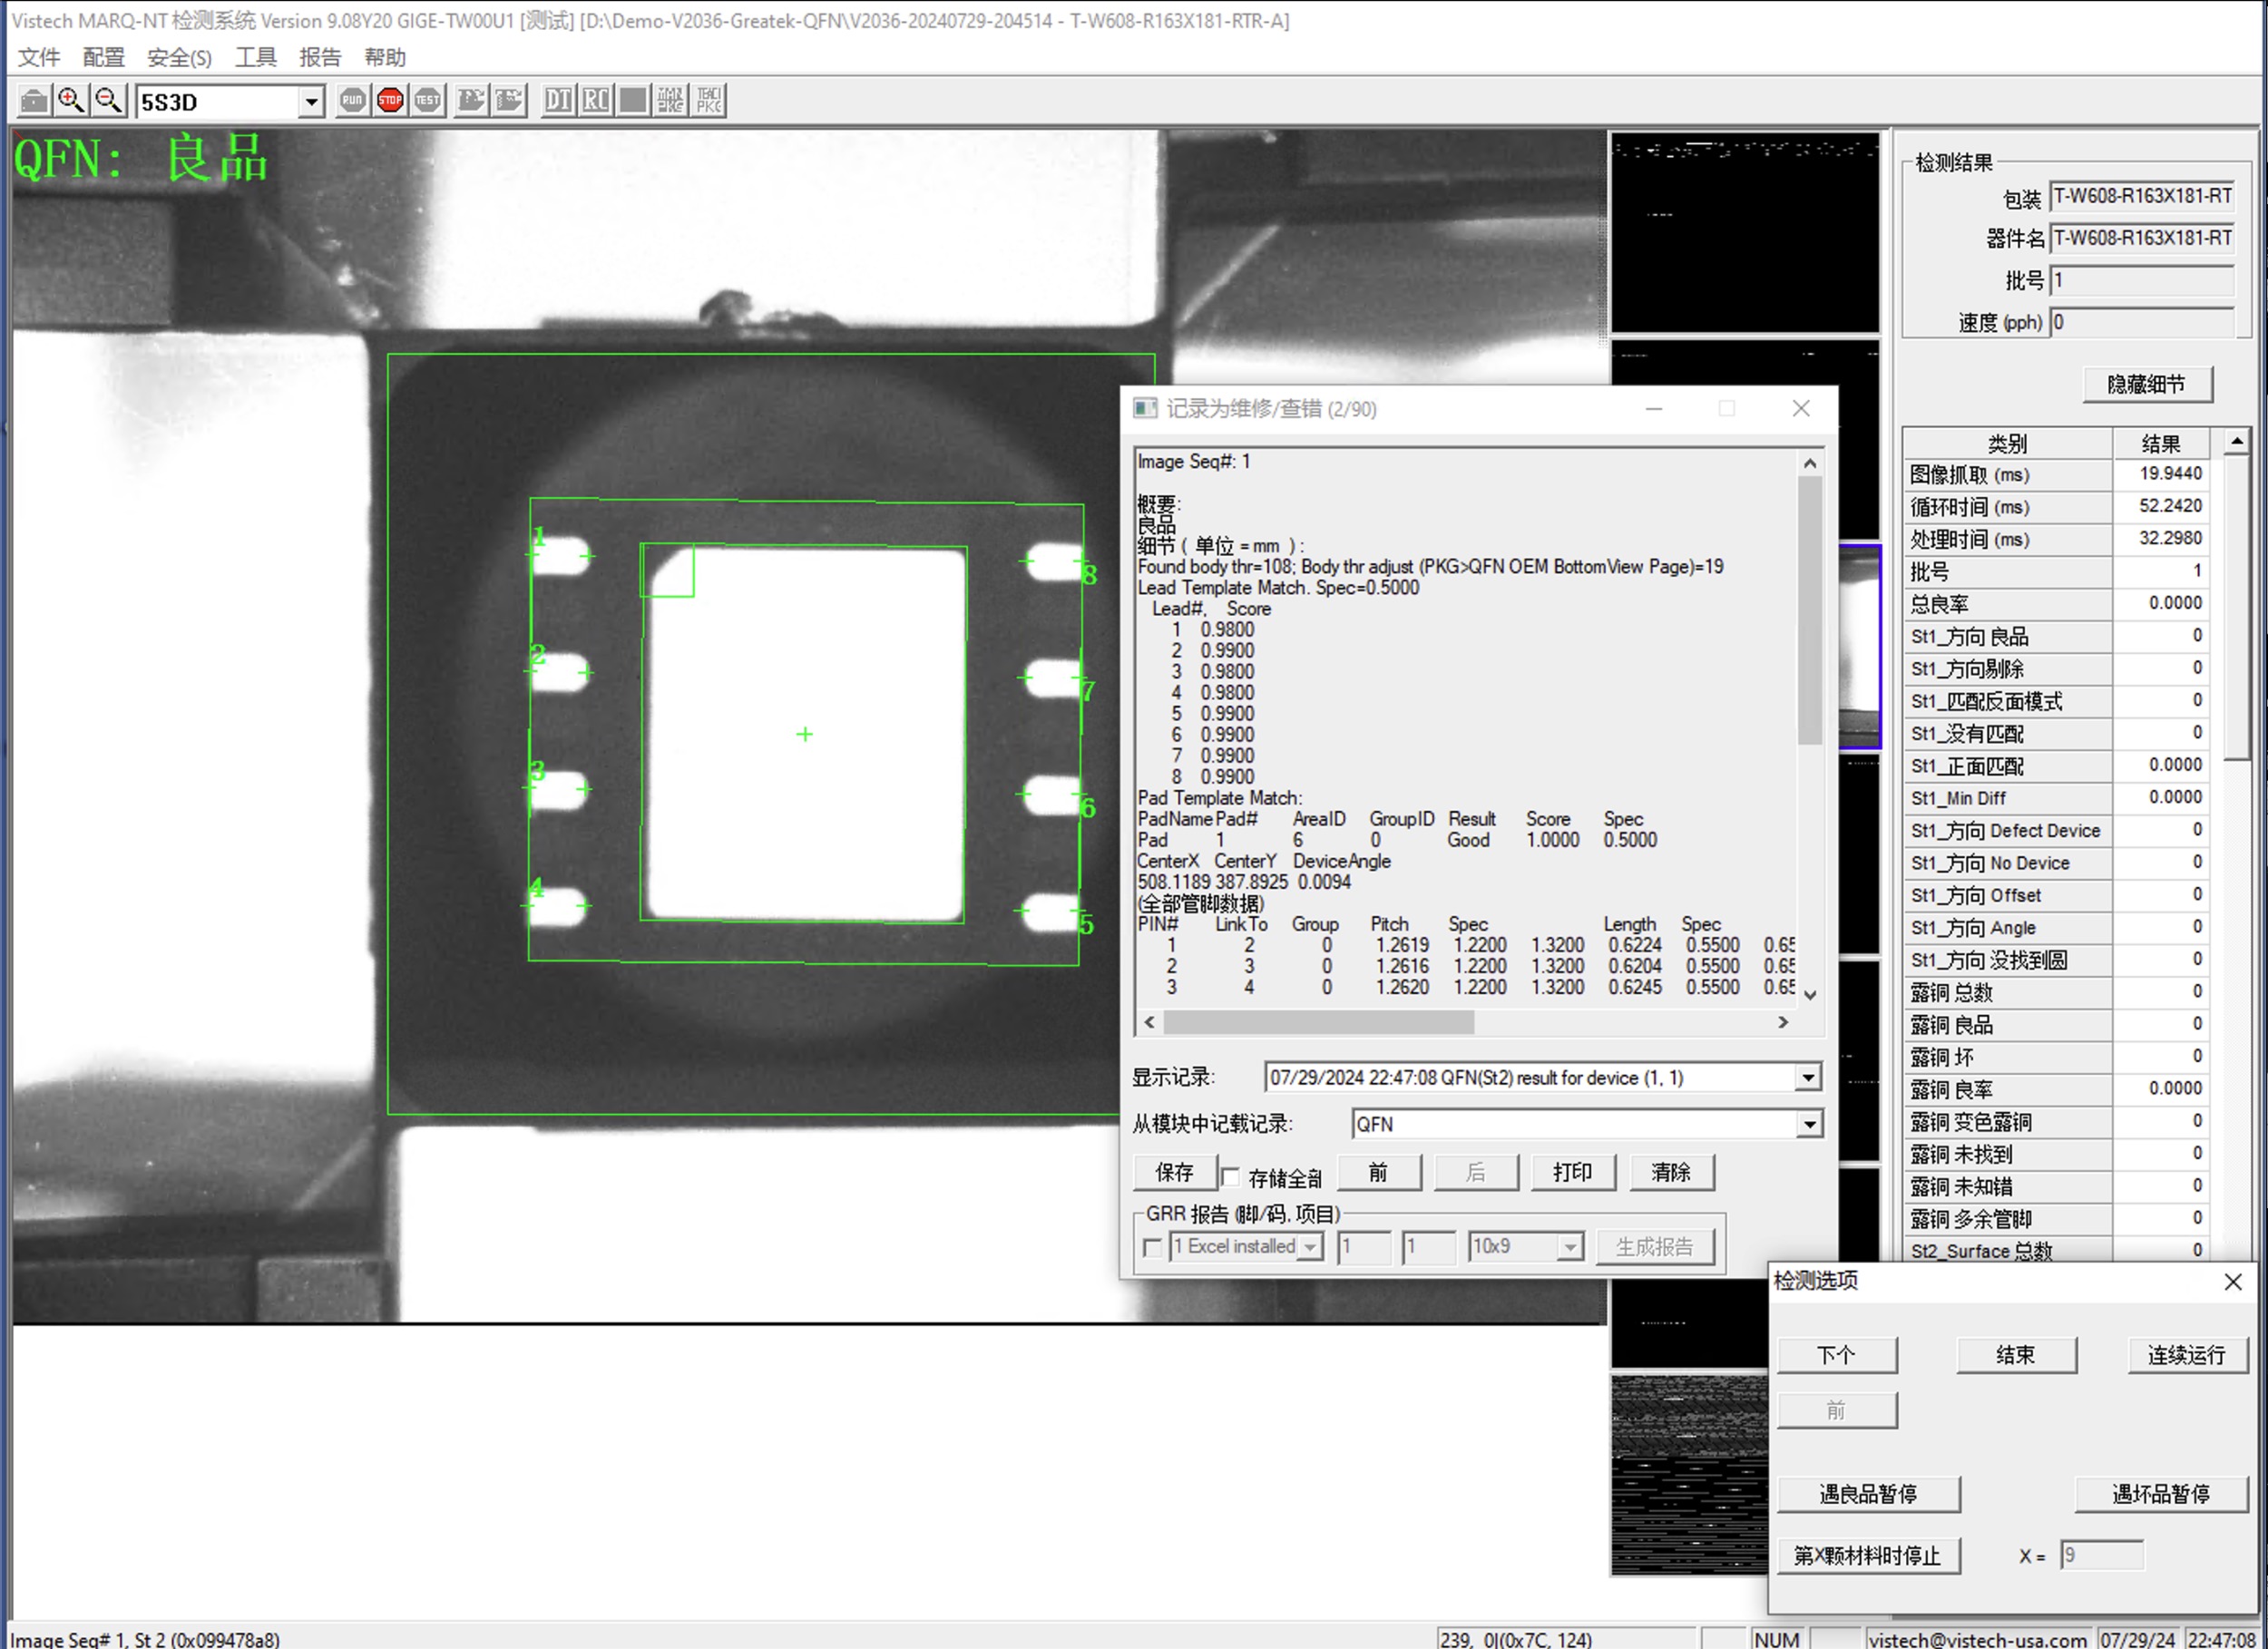 Vistech MARQ-NT 检测系统 Version 9.08Y20 GIGE-TW00U1 [测试] [D:\Demo-V2036-Greatek-QFN\V2036-20240729-204514 - T-W608-R163X181-RTR-A]
文件 配置 安全(S) 工具 报告 帮助
5S3D RUN STOP TEST DT RC
QFN: 良品
1
2
3
4
8
7
6
5
记录为维修/查错 (2/90)
Image Seq#: 1
概要:
良品
细节 ( 单位 = mm ) :
Found body thr=108; Body thr adjust (PKG>QFN OEM BottomView Page)=19
Lead Template Match. Spec=0.5000
Lead#, Score
1 0.9800
2 0.9900
3 0.9800
4 0.9800
5 0.9900
6 0.9900
7 0.9900
8 0.9900
Pad Template Match:
PadName Pad# AreaID GroupID Result Score Spec
Pad 1 6 0 Good 1.0000 0.5000
CenterX CenterY DeviceAngle
508.1189 387.8925 0.0094
(全部管脚数据)
PIN# LinkTo Group Pitch Spec Length Spec
1 2 0 1.2619 1.2200 1.3200 0.6224 0.5500 0.65
2 3 0 1.2616 1.2200 1.3200 0.6204 0.5500 0.65
3 4 0 1.2620 1.2200 1.3200 0.6245 0.5500 0.65
显示记录: 07/29/2024 22:47:08 QFN(St2) result for device (1, 1)
从模块中记载记录: QFN
保存 存储全部 前 后 打印 清除
GRR 报告 (脚/码, 项目)
1 Excel installed 1 1 10x9 生成报告
检测结果
包装 T-W608-R163X181-RT
器件名 T-W608-R163X181-RT
批号 1
速度 (pph) 0
隐藏细节
类别 结果
图像抓取 (ms) 19.9440
循环时间 (ms) 52.2420
处理时间 (ms) 32.2980
批号 1
总良率 0.0000
St1_方向 良品 0
St1_方向剔除 0
St1_匹配反面模式 0
St1_没有匹配 0
St1_正面匹配 0.0000
St1_Min Diff 0.0000
St1_方向 Defect Device 0
St1_方向 No Device 0
St1_方向 Offset 0
St1_方向 Angle 0
St1_方向 没找到圆 0
露铜 总数 0
露铜 良品 0
露铜 坏 0
露铜 良率 0.0000
露铜 变色露铜 0
露铜 未找到 0
露铜 未知错 0
露铜 多余管脚 0
St2_Surface 总数 0
检测选项
下个 结束 连续运行
前
遇良品暂停 遇坏品暂停
第X颗材料时停止 X = 9
Image Seq# 1, St 2 (0x099478a8) 239, 0|(0x7C, 124) NUM vistech@vistech-usa.com 07/29/24 22:47:08